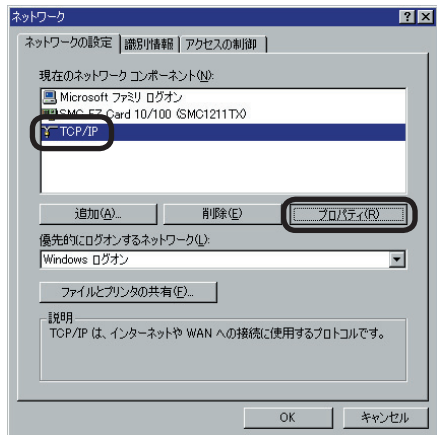 ネットワーク
ネットワークの設定 識別情報 アクセスの制御
現在のネットワーク コンポーネント(N):
Microsoft ファミリ ログオン
SMC EZ Card 10/100 (SMC1211TX)
TCP/IP
追加(A)... 削除(E) プロパティ(R)
優先的にログオンするネットワーク(L):
Windows ログオン
ファイルとプリンタの共有(F)...
説明
TCP/IP は、インターネットや WAN への接続に使用するプロトコルです。
OK キャンセル